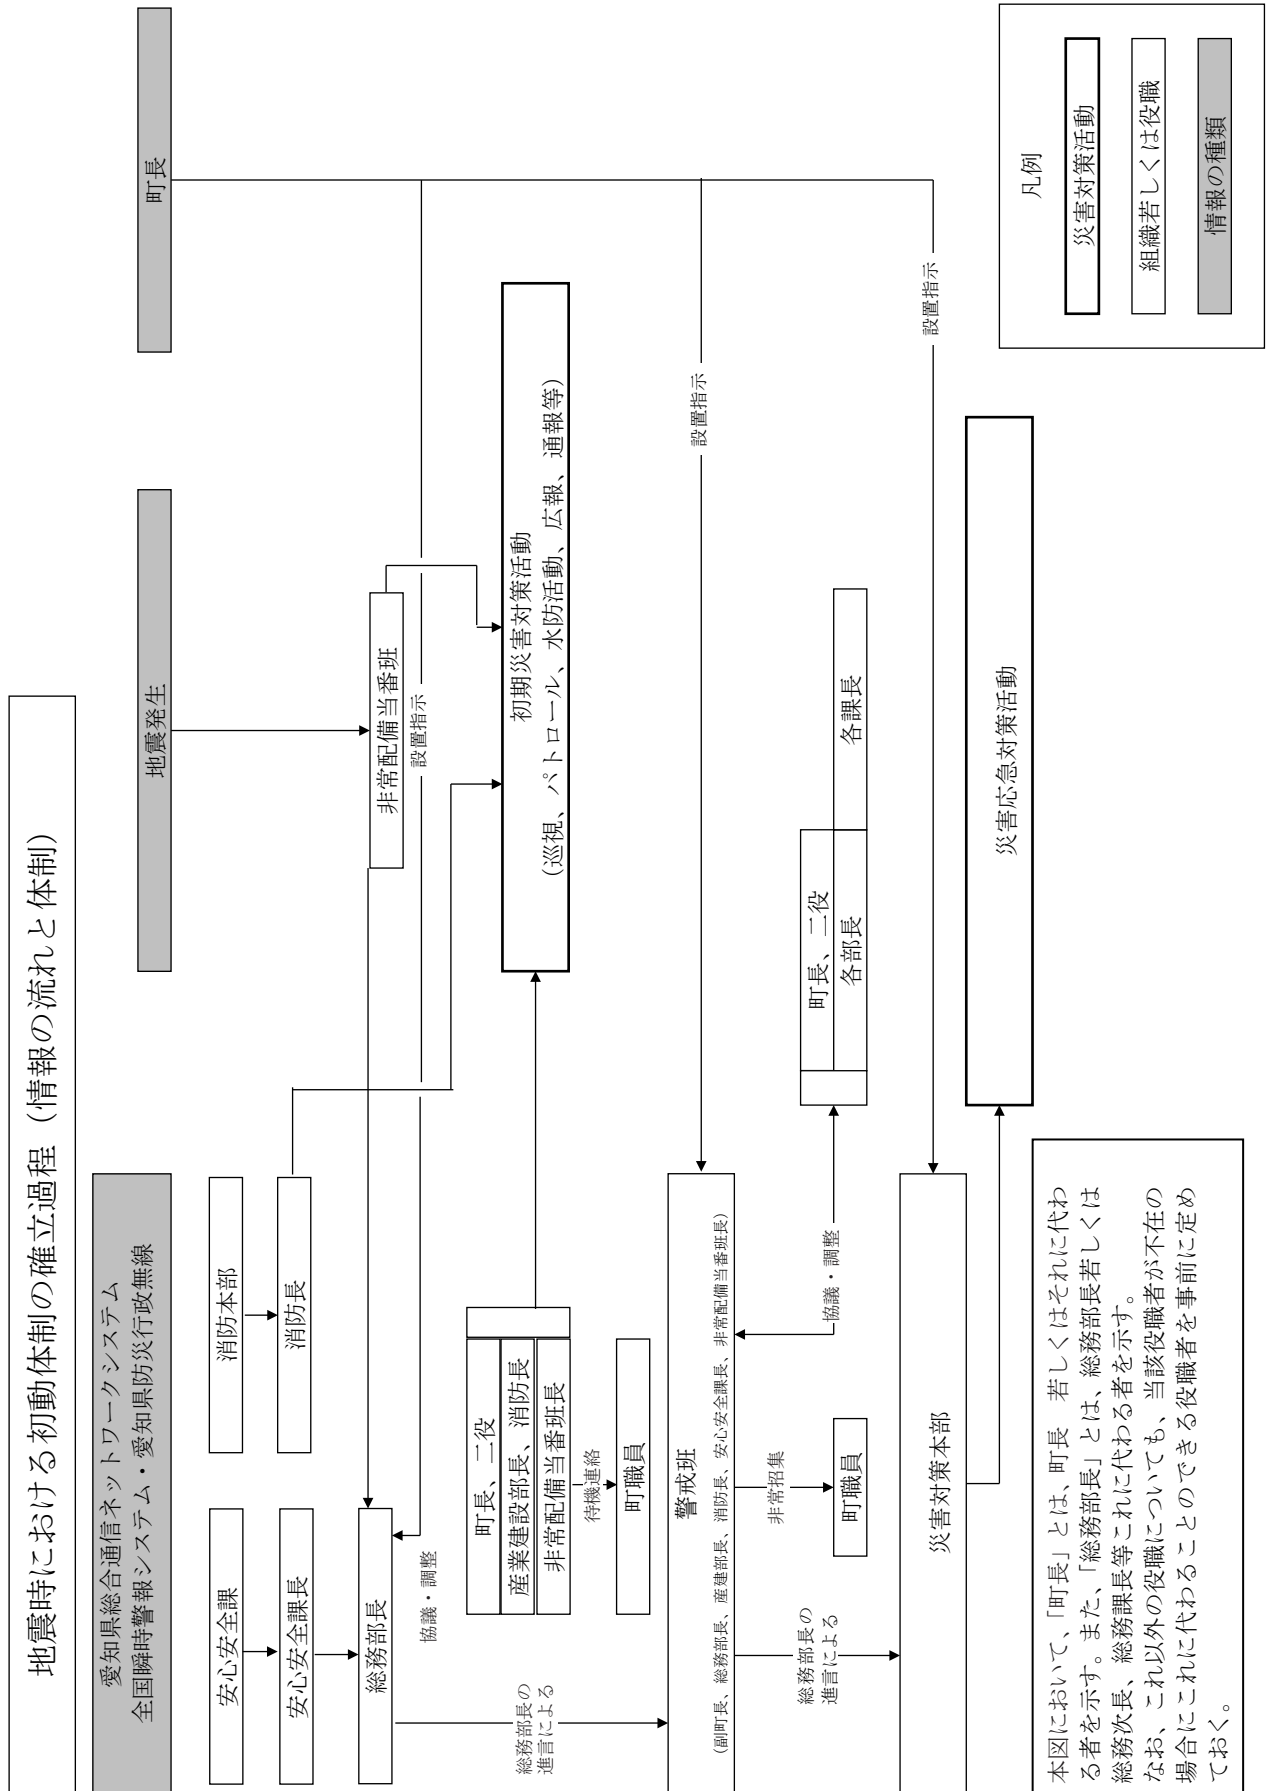 地震時における初動体制の確立過程（情報の流れと体制）
愛知県総合通信ネットワークシステム
全国瞬時警報システム・愛知県防災行政無線
地震発生
町長
安心安全課
消防本部
安心安全課長
消防長
総務部長
非常配備当番班
協議・調整
設置指示
町長、二役
産業建設部長、消防長
非常配備当番班長
初期災害対策活動
(巡視、パトロール、水防活動、広報、通報等)
総務部長の
進言による
待機連絡
町職員
警戒班
(副町長、総務部長、産建部長、消防長、安心安全課長、非常配備当番班長)
設置指示
総務部長の
進言による
非常招集
協議・調整
町職員
町長、二役
各部長
各課長
災害対策本部
設置指示
災害応急対策活動
本図において、「町長」とは、町長　若しくはそれに代わ
る者を示す。また、「総務部長」とは、総務部長若しくは
総務次長、総務課長等これに代わる者を示す。
なお、これ以外の役職についても、当該役職者が不在の
場合にこれに代わることのできる役職者を事前に定め
ておく。
凡例
災害対策活動
組織若しくは役職
情報の種類